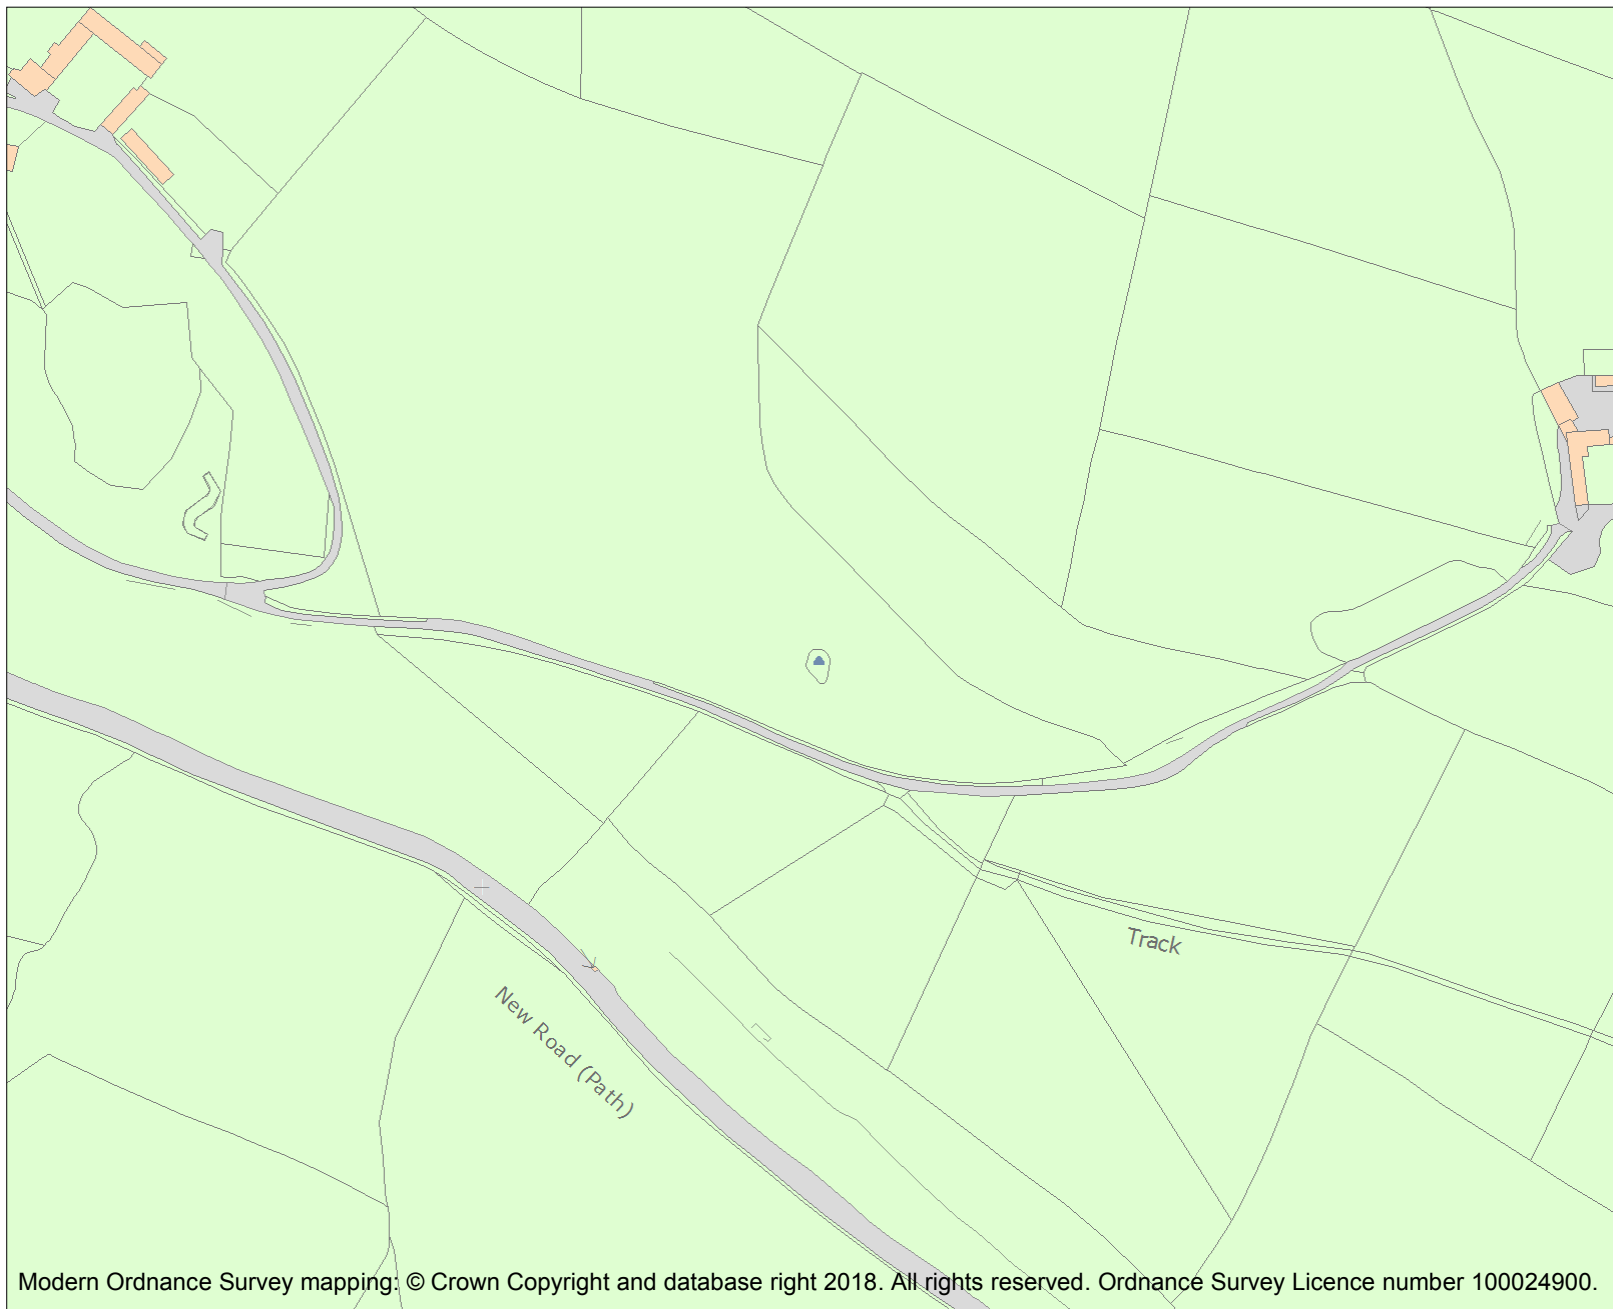 Track
New Road (Path)
Modern Ordnance Survey mapping: © Crown Copyright and database right 2018. All rights reserved. Ordnance Survey Licence number 100024900.